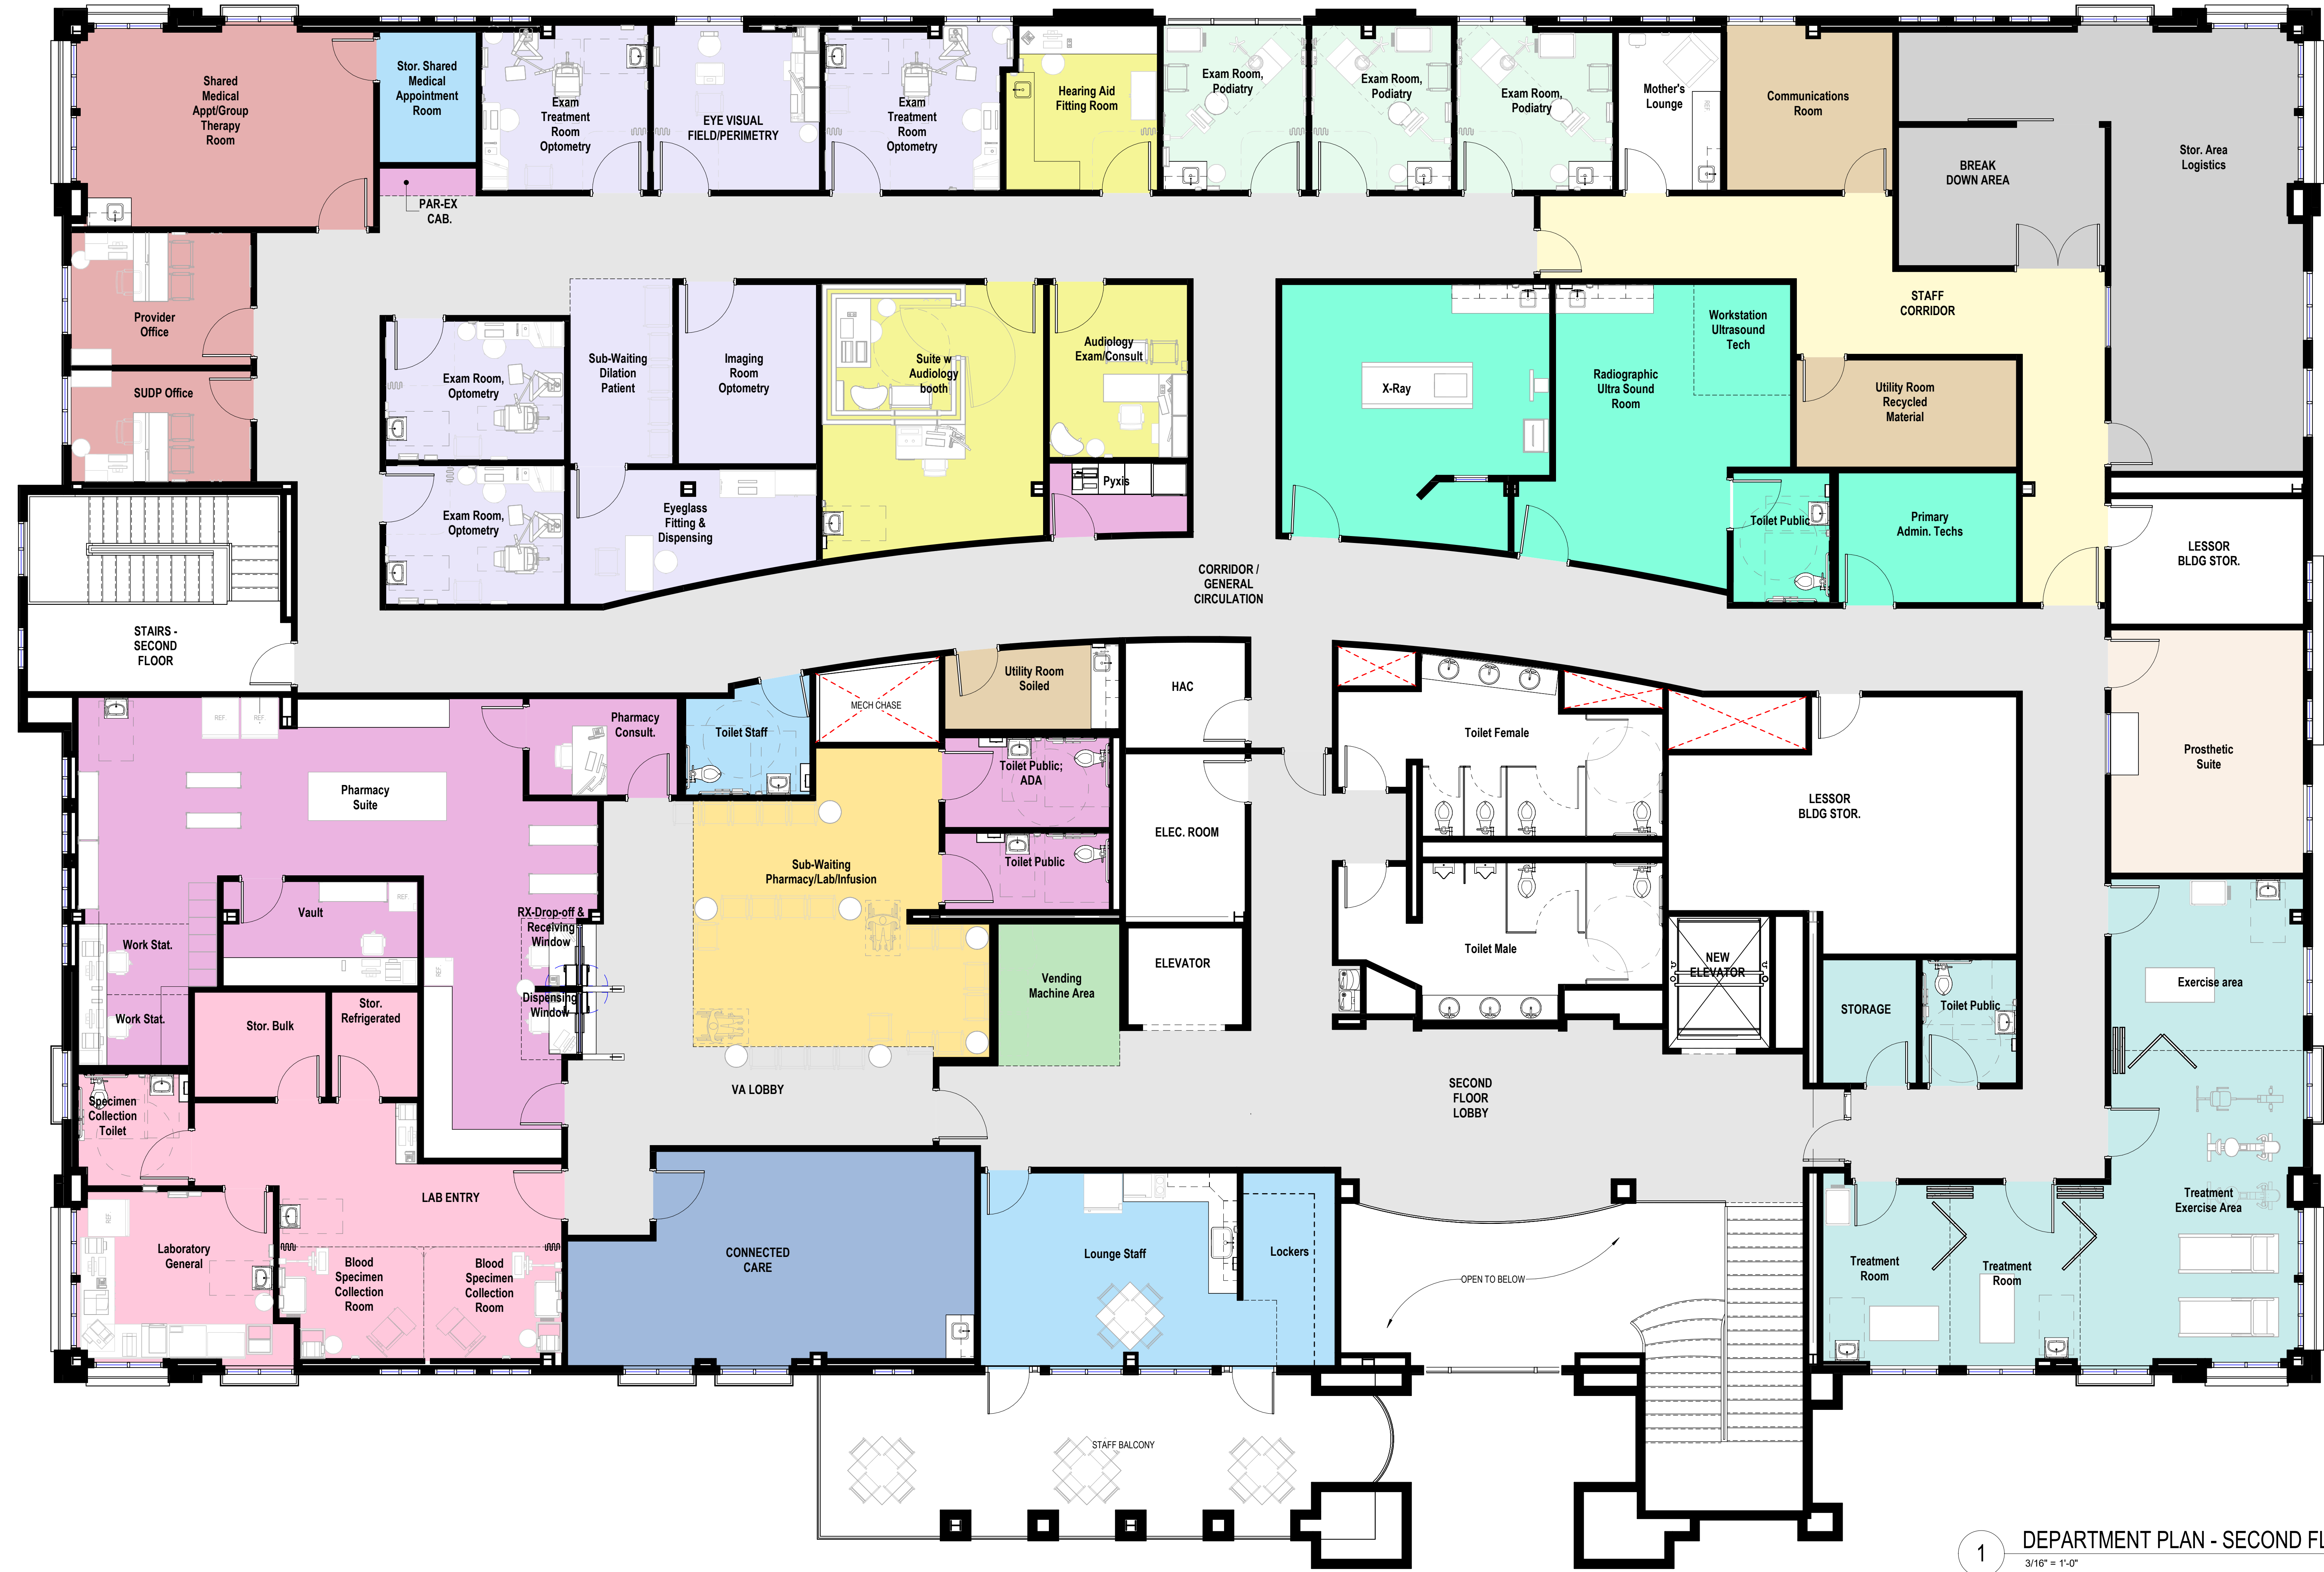 Shared
Medical
Appt/Group
Therapy
Room
Stor. Shared
Medical
Appointment
Room
Exam
Treatment
Room
Optometry
EYE VISUAL
FIELD/PERIMETRY
Exam
Treatment
Room
Optometry
Hearing Aid
Fitting Room
Exam Room,
Podiatry
Exam Room,
Podiatry
Exam Room,
Podiatry
Mother's
Lounge
REF.
Communications
Room
BREAK
DOWN AREA
Stor. Area
Logistics
PAR-EX
CAB.
Provider
Office
SUDP Office
Exam Room,
Optometry
Exam Room,
Optometry
Sub-Waiting
Dilation
Patient
Imaging
Room
Optometry
Eyeglass
Fitting &
Dispensing
Suite w
Audiology
booth
Audiology
Exam/Consult
Pyxis
X-Ray
Radiographic
Ultra Sound
Room
Workstation
Ultrasound
Tech
STAFF
CORRIDOR
Utility Room
Recycled
Material
Toilet Public
Primary
Admin. Techs
LESSOR
BLDG STOR.
CORRIDOR /
GENERAL
CIRCULATION
STAIRS -
SECOND
FLOOR
REF.
REF.
Pharmacy
Suite
Pharmacy
Consult.
Toilet Staff
MECH CHASE
Utility Room
Soiled
HAC
Toilet Public;
ADA
Toilet Public
ELEC. ROOM
Toilet Female
LESSOR
BLDG STOR.
Prosthetic
Suite
Sub-Waiting
Pharmacy/Lab/Infusion
Vault
REF.
RX-Drop-off &
Receiving
Window
REF.
Work Stat.
Work Stat.
Dispensing
Window
Vending
Machine Area
ELEVATOR
Toilet Male
NEW
ELEVATOR
STORAGE
Toilet Public
Exercise area
Stor. Bulk
Stor.
Refrigerated
VA LOBBY
SECOND
FLOOR
LOBBY
Specimen
Collection
Toilet
LAB ENTRY
REF.
Laboratory
General
Blood
Specimen
Collection
Room
Blood
Specimen
Collection
Room
CONNECTED
CARE
Lounge Staff
Lockers
OPEN TO BELOW
Treatment
Room
Treatment
Room
Treatment
Exercise Area
STAFF BALCONY
1
DEPARTMENT PLAN - SECOND FL
3/16" = 1'-0"